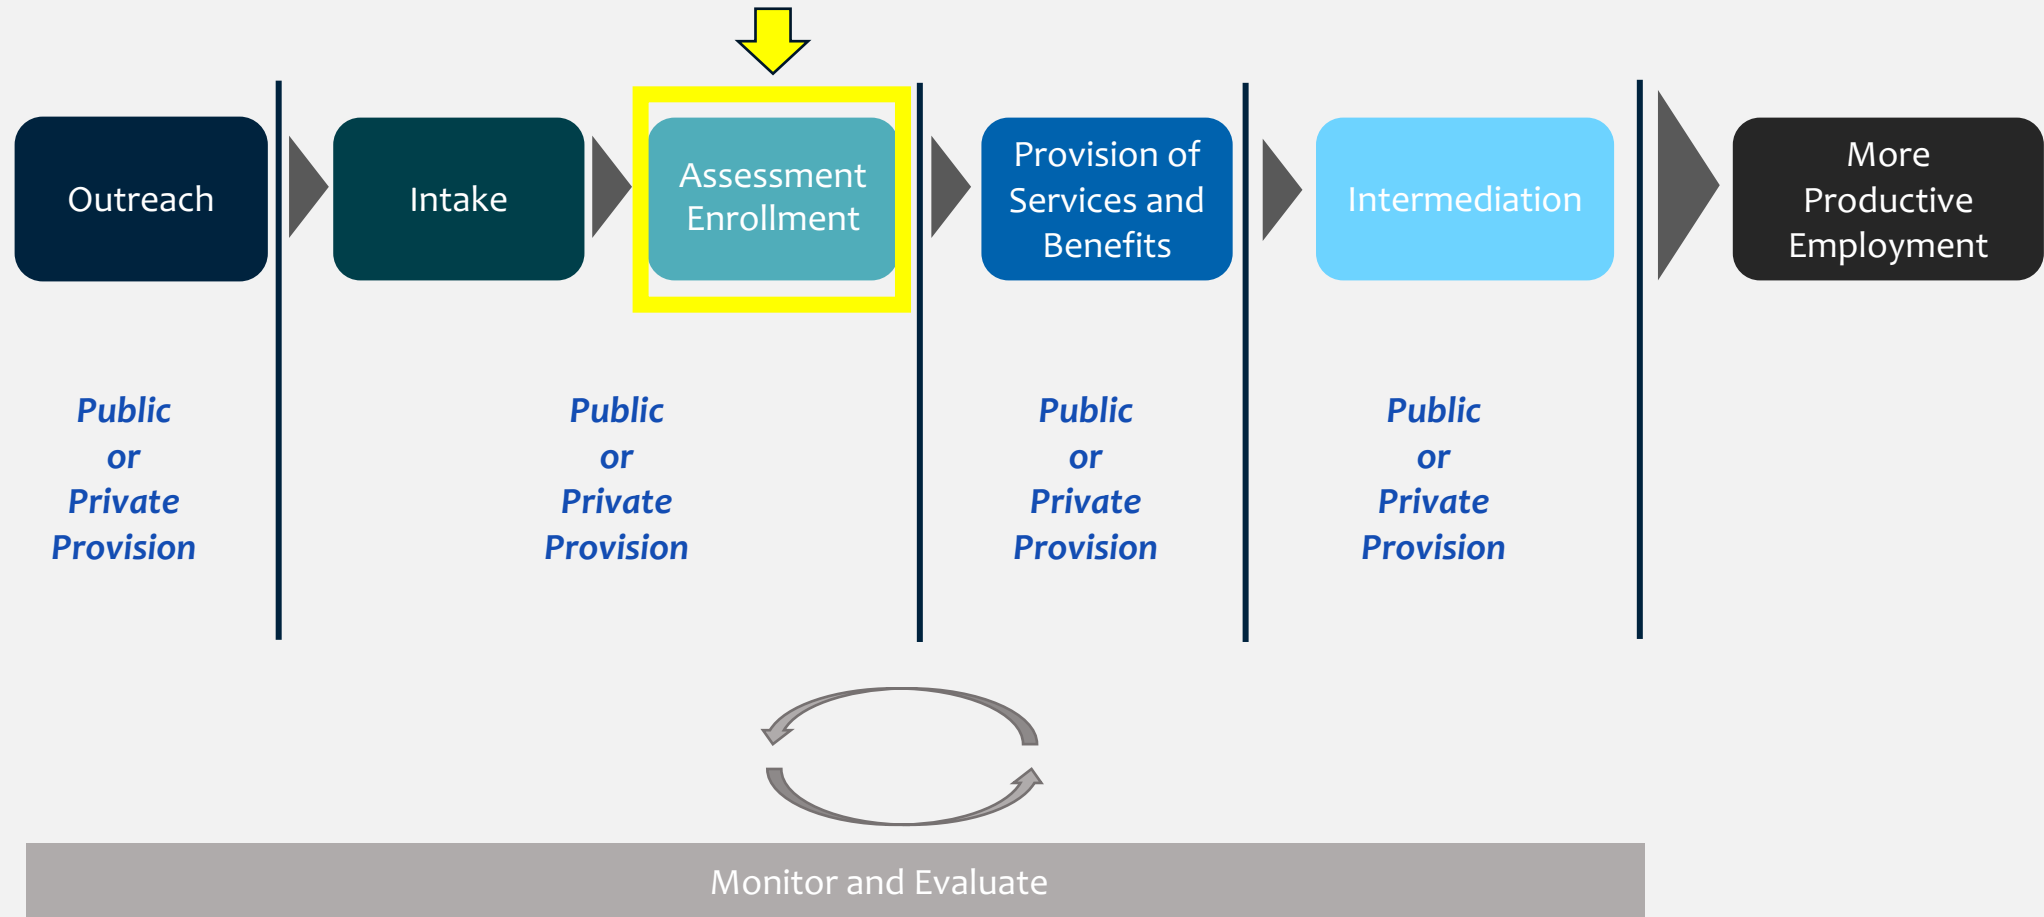 Outreach
Intake
Assessment
Enrollment
Provision of
Services and
Benefits
Intermediation
More
Productive
Employment
Public
or
Private
Provision
Public
or
Private
Provision
Public
or
Private
Provision
Public
or
Private
Provision
Monitor and Evaluate